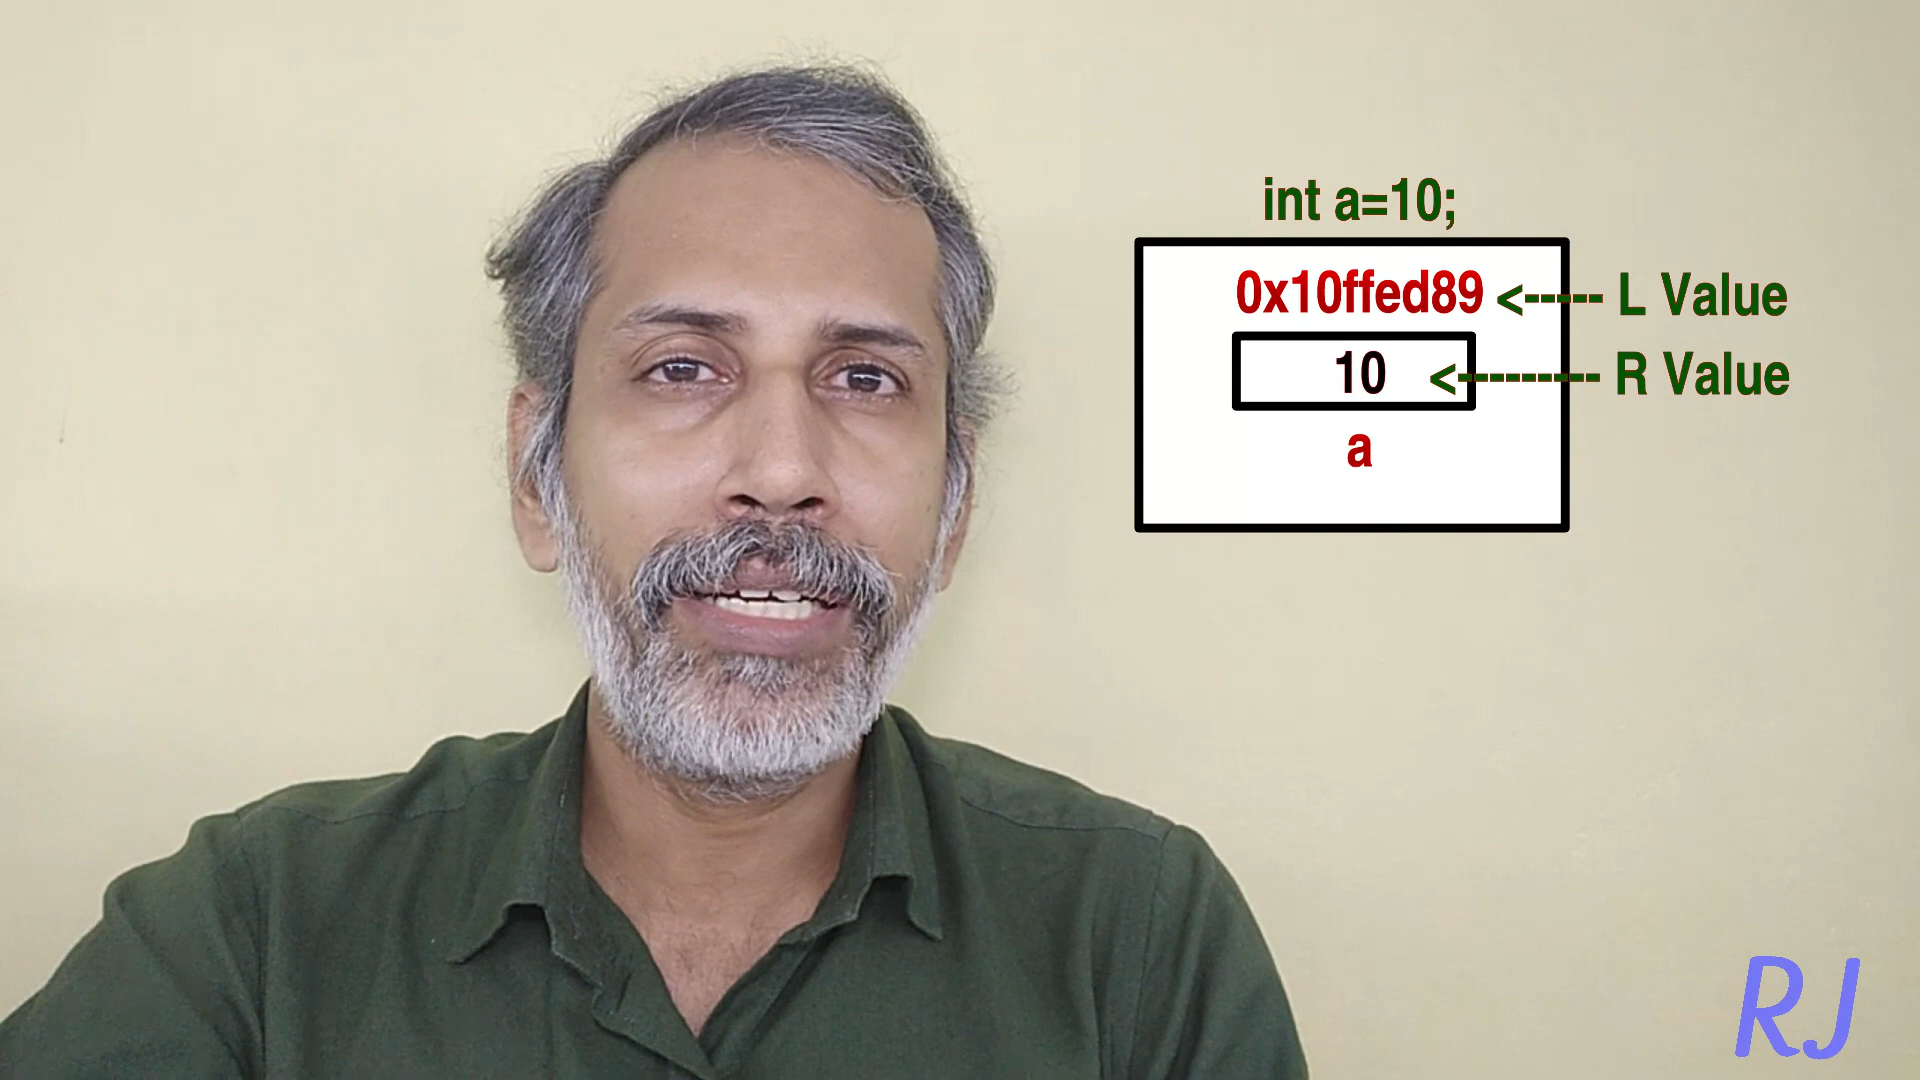 int a=10;
0x10ffed89 <----- L Value
10 <--------- R Value
a
RJ